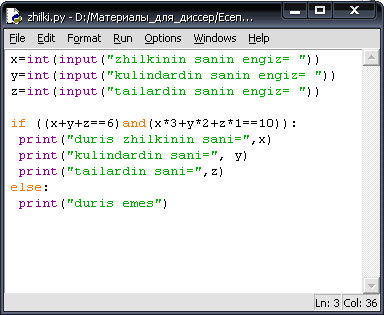 zhilki.py - D:/Материалы_для_диссер/Есеп...
File Edit Format Run Options Windows Help
x=int(input("zhilkinin sanin engiz= "))
y=int(input("kulindardin sanin engiz= "))
z=int(input("tailardin sanin engiz= "))
if ((x+y+z==6)and(x*3+y*2+z*1==10)):
print("duris zhilkinin sani=",x)
print("kulindardin sani=", y)
print("tailardin sani=",z)
else:
print("duris emes")
Ln: 3 Col: 36